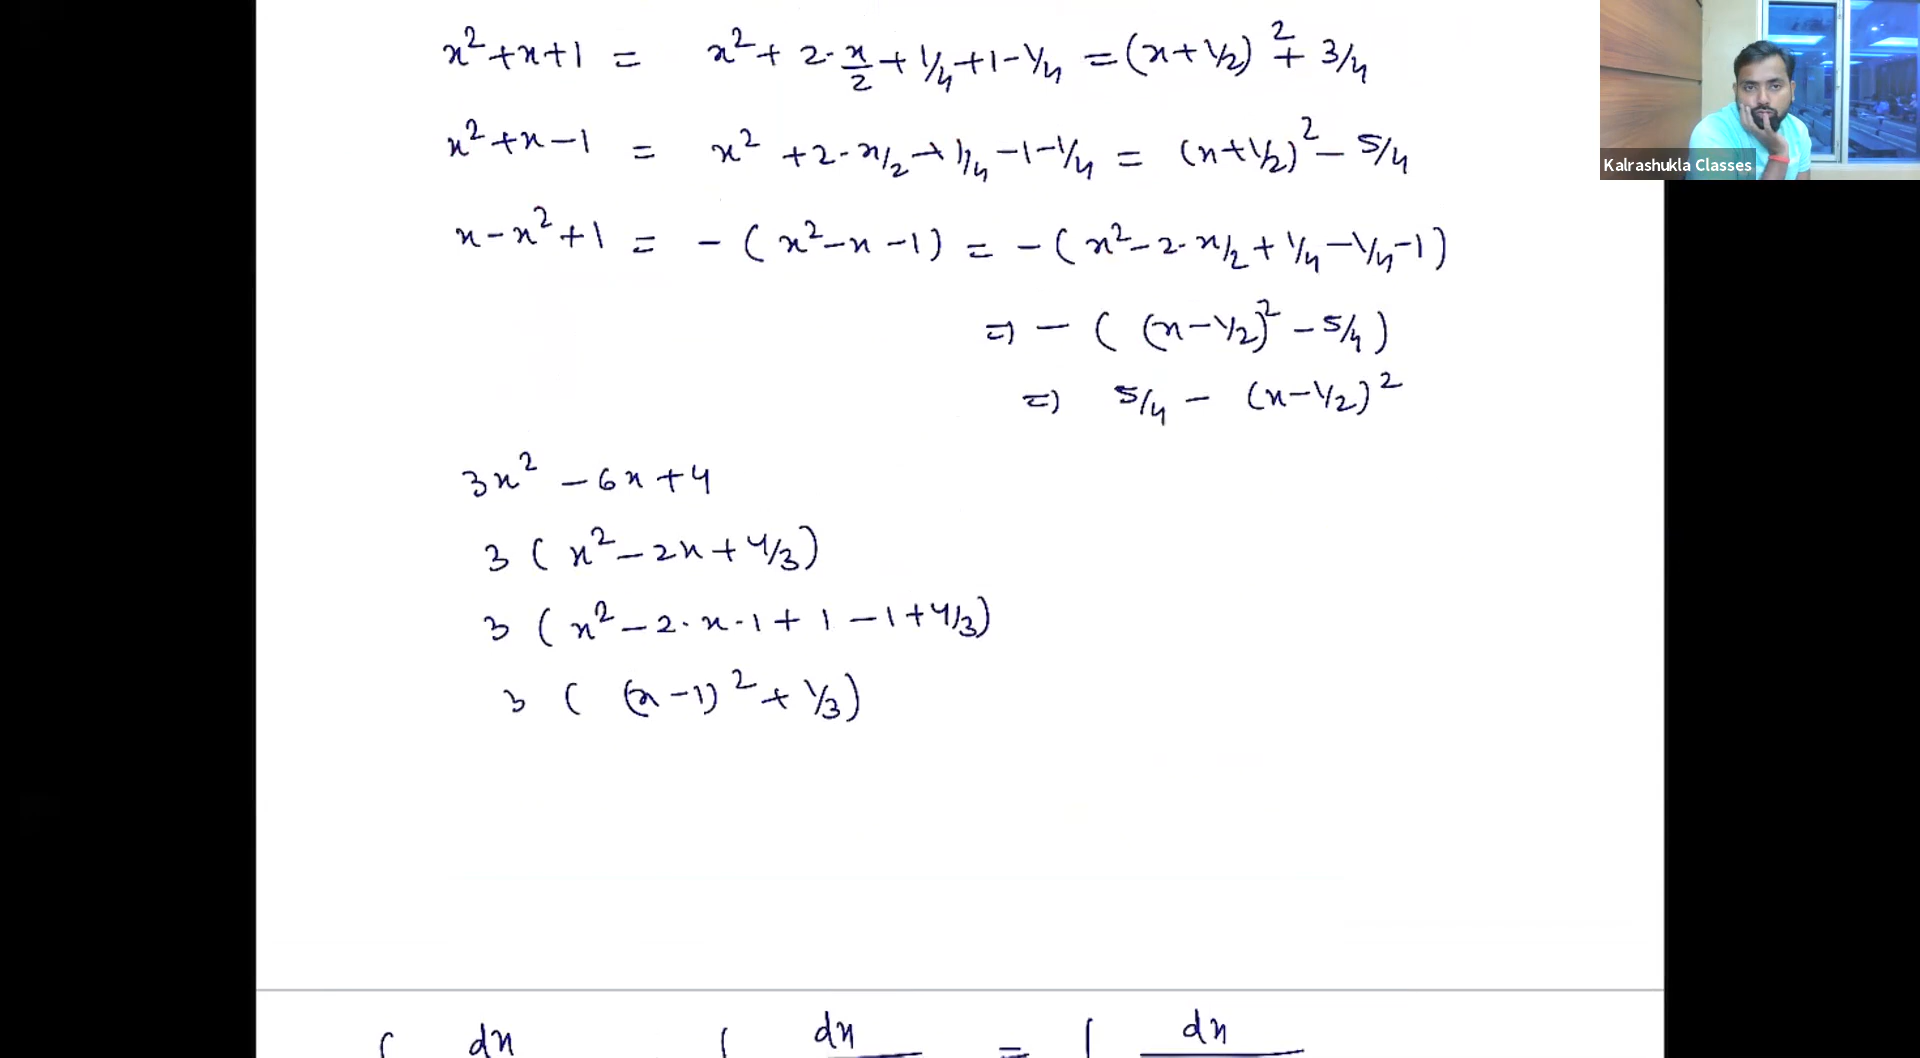 x² + x + 1 = x² + 2·x/2 + 1/4 + 1 - 1/4 = (x + 1/2)² + 3/4
x² + x - 1 = x² + 2·x/2 + 1/4 - 1 - 1/4 = (x + 1/2)² - 5/4
Kalrashukla Classes
x - x² + 1 = - (x² - x - 1) = - (x² - 2·x/2 + 1/4 - 1/4 - 1)
=) - ((x - 1/2)² - 5/4)
=) 5/4 - (x - 1/2)²
3x² - 6x + 4
3 (x² - 2x + 4/3)
3 (x² - 2·x·1 + 1 - 1 + 4/3)
3 ((x - 1)² + 1/3)
∫ dx ∫ dx = ∫ dx